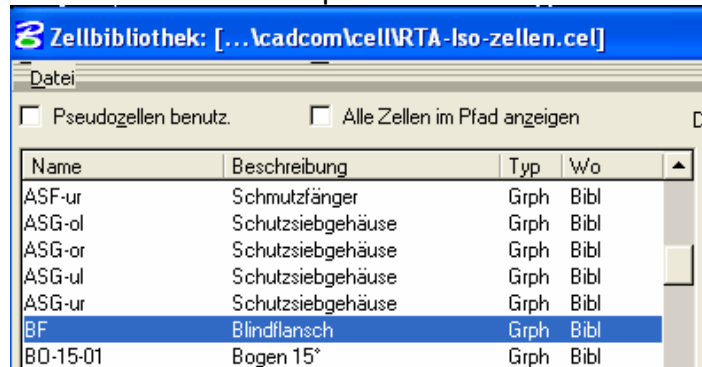 Zellbibliothek: [...\cadcom\cell\RTA-Iso-zellen.cel]
Datei
Pseudozellen benutz. Alle Zellen im Pfad anzeigen
Name Beschreibung Typ Wo
ASF-ur Schmutzfänger Grph Bibl
ASG-ol Schutzsiebgehäuse Grph Bibl
ASG-or Schutzsiebgehäuse Grph Bibl
ASG-ul Schutzsiebgehäuse Grph Bibl
ASG-ur Schutzsiebgehäuse Grph Bibl
BF Blindflansch Grph Bibl
BO-15-01 Bogen 15° Grph Bibl